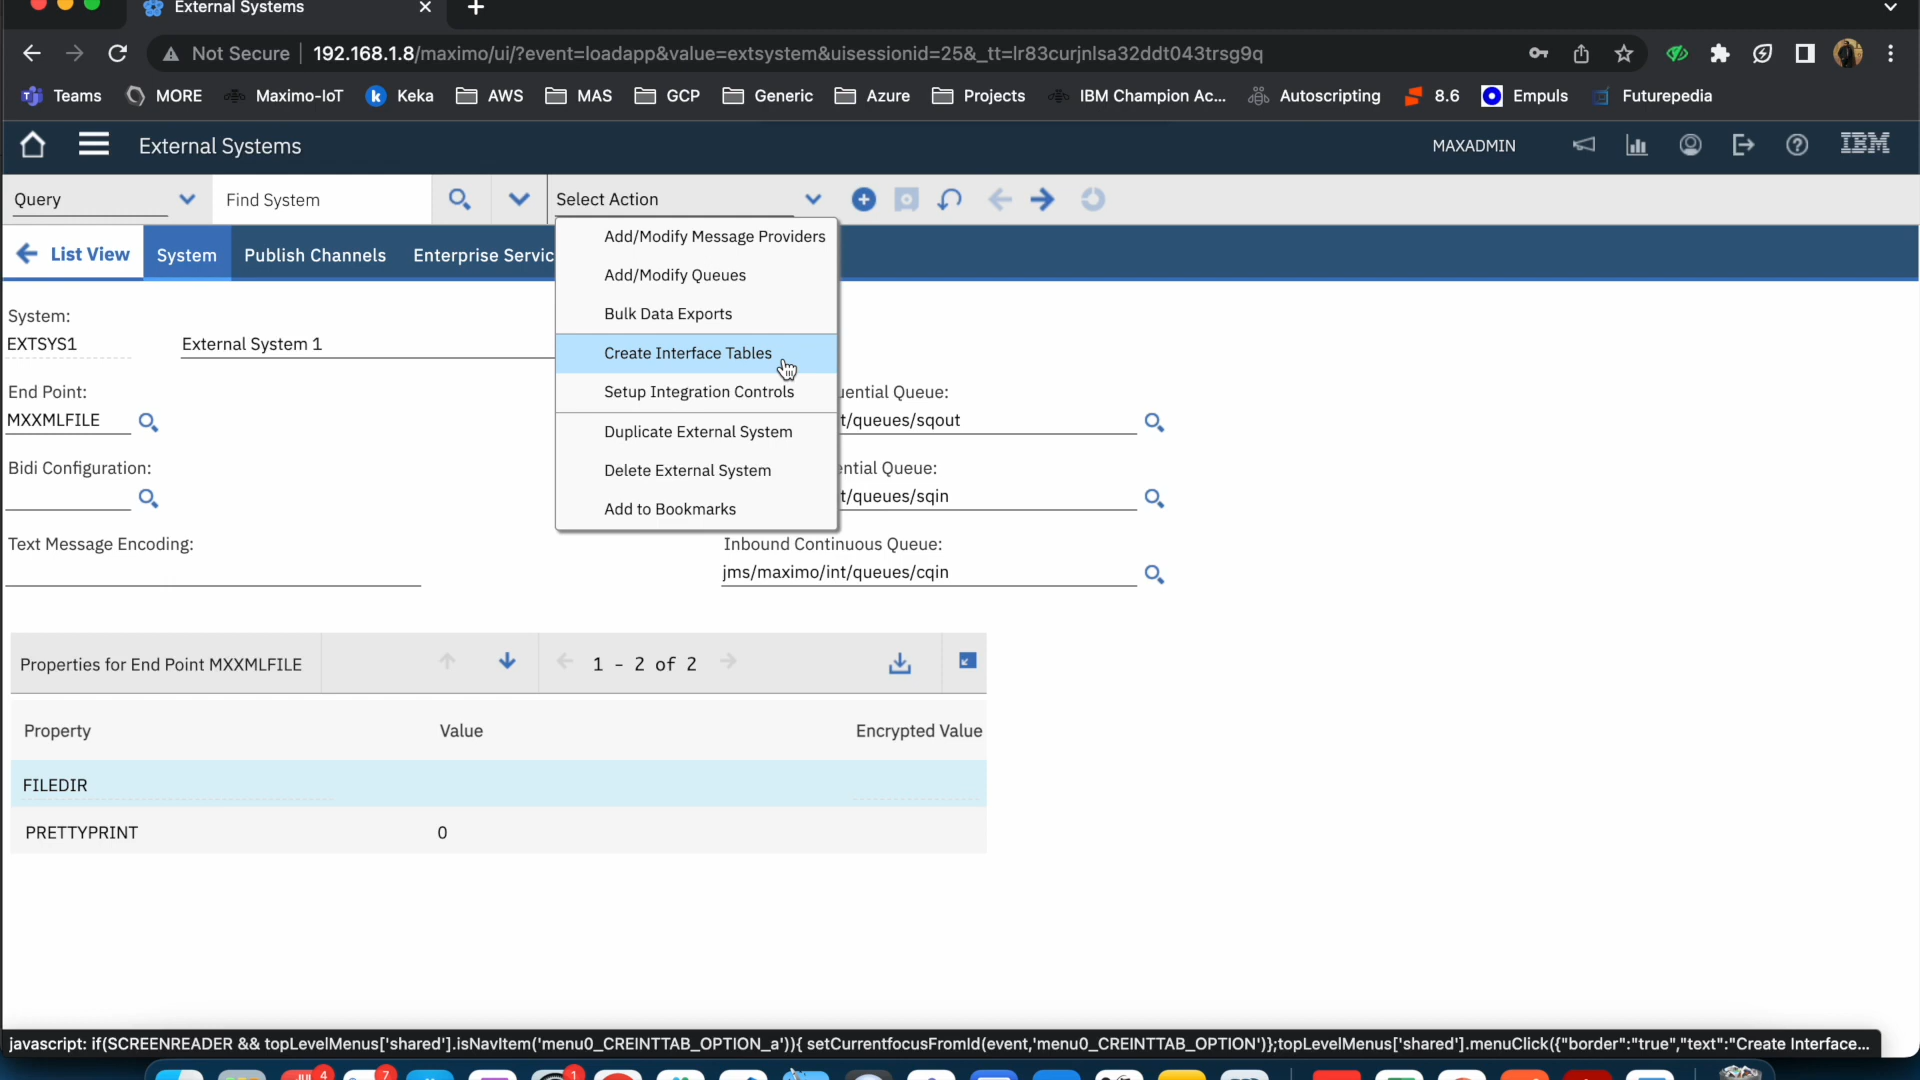 External Systems
Not Secure 192.168.1.8/maximo/ui/?event=loadapp&value=extsystem&uisessionid=25&_tt=lr83curjnlsa32ddt043trsg9q
Teams MORE Maximo-IoT Keka AWS MAS GCP Generic Azure Projects IBM Champion Ac... Autoscripting 8.6 Empuls Futurepedia
External Systems MAXADMIN IBM
Query Find System Select Action
List View System Publish Channels Enterprise Servic
Add/Modify Message Providers
Add/Modify Queues
Bulk Data Exports
Create Interface Tables
Setup Integration Controls
Duplicate External System
Delete External System
Add to Bookmarks
System:
EXTSYS1 External System 1
End Point: uential Queue:
MXXMLFILE t/queues/sqout
Bidi Configuration: ential Queue:
t/queues/sqin
Text Message Encoding: Inbound Continuous Queue:
jms/maximo/int/queues/cqin
Properties for End Point MXXMLFILE 1 - 2 of 2
Property Value Encrypted Value
FILEDIR
PRETTYPRINT 0
javascript: if(SCREENREADER && topLevelMenus['shared'].isNavItem('menu0_CREINTTAB_OPTION_a')){ setCurrentfocusFromId(event,'menu0_CREINTTAB_OPTION')};topLevelMenus['shared'].menuClick({"border":"true","text":"Create Interface...
4 7 1